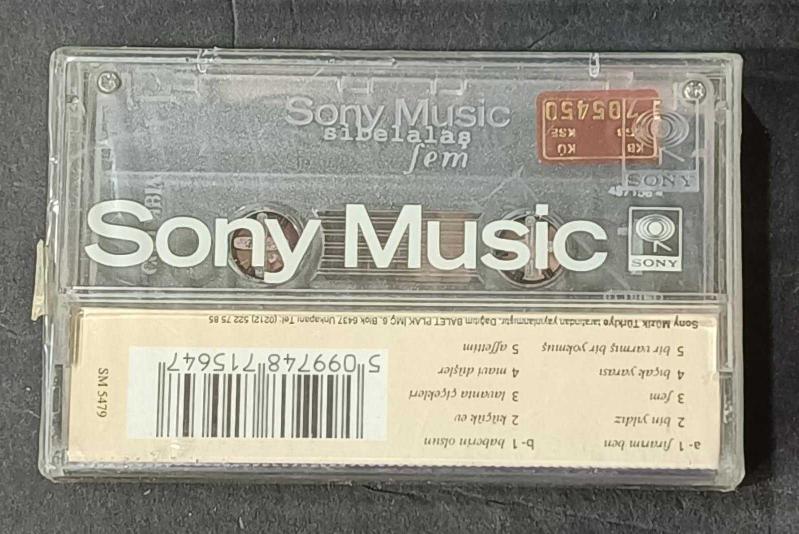 Sony Music
sibelalaş
fem
705450
KB KÜ
KSE
SONY
Sony Music
SONY
a- 1 firarım ben
2 bin yıldız
3 fem
4 bıçak yarası
5 bir varmış bir yokmuş
b- 1 haberin olsun
2 küçük ev
3 lavanta çiçekleri
4 mavi düşler
5 affettim
Sony Müzik Türkiye tarafından yayınlanmıştır. Dağıtım BALET PLAK İMÇ 6. Blok 6437 Unkapanı Tel: (0212) 522 75 85
5 099748 715647
SM 5479